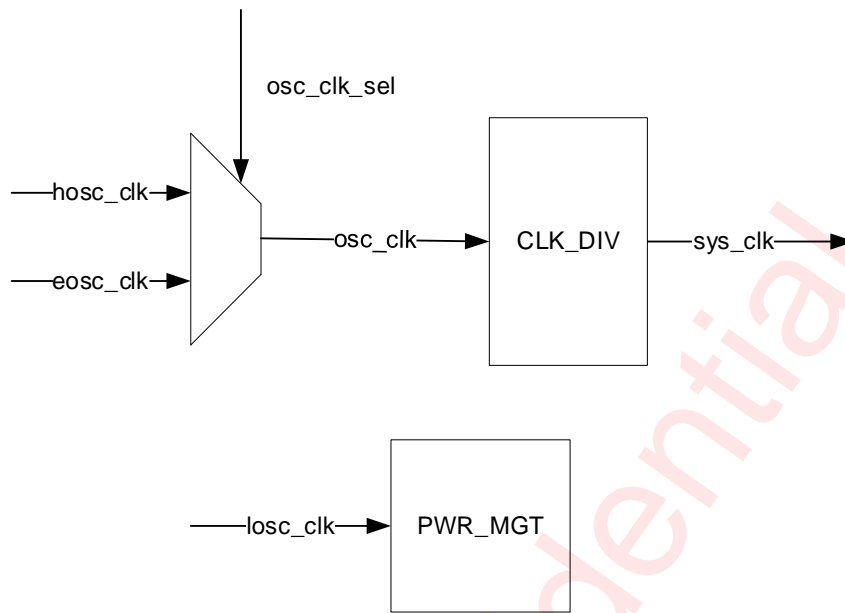 osc_clk_sel
hosc_clk
osc_clk
CLK_DIV
sys_clk
eosc_clk
losc_clk
PWR_MGT
dential